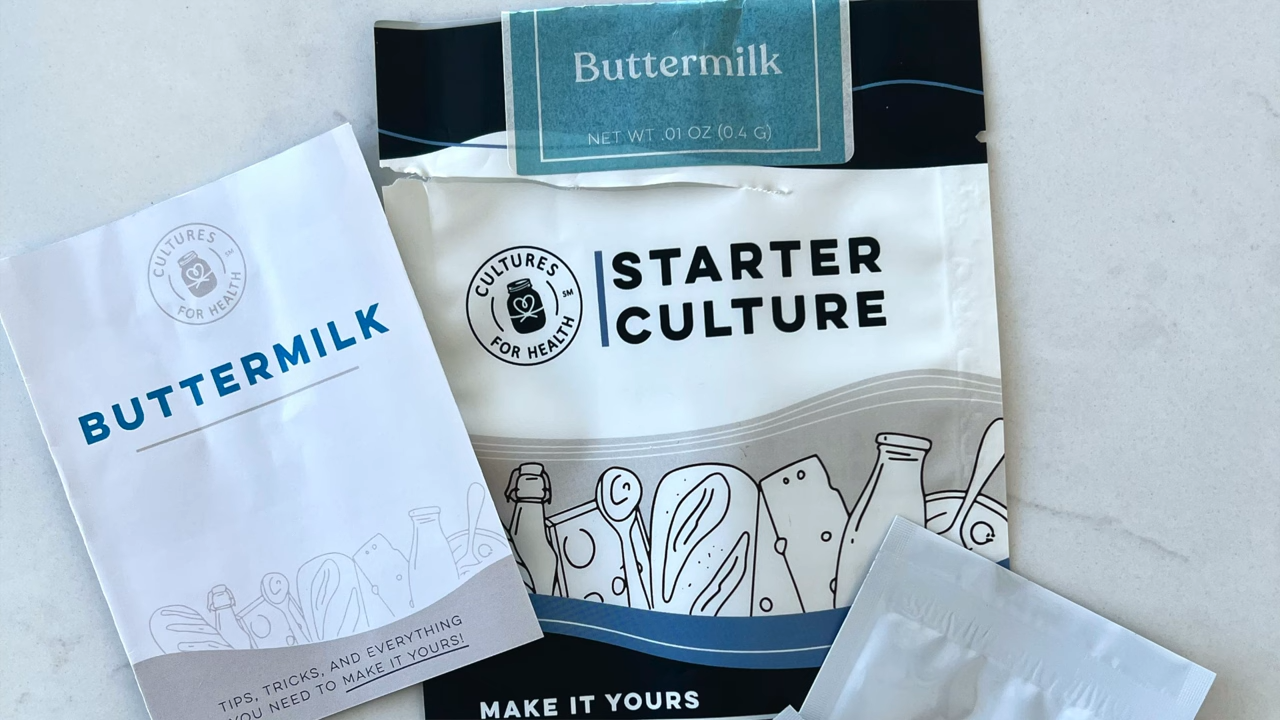 CULTURES
FOR HEALTH
BUTTERMILK
TIPS, TRICKS, AND EVERYTHING
YOU NEED TO MAKE IT YOURS!
Buttermilk
NET WT .01 OZ (0.4 G)
CULTURES
FOR HEALTH
SM
STARTER
CULTURE
MAKE IT YOURS